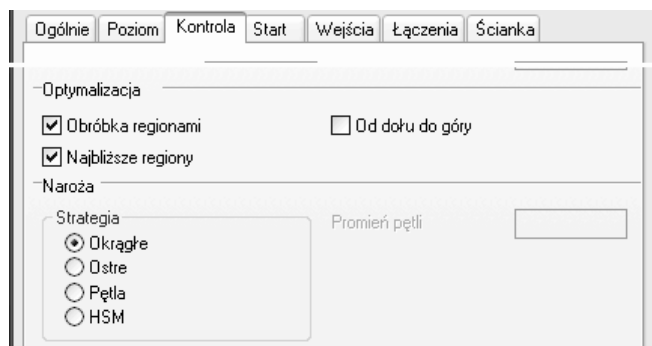 Ogólnie Poziom Kontrola Start Wejścia Łączenia Ścianka
Optymalizacja
Obróbka regionami Od dołu do góry
Najbliższe regiony
Naroża
Strategia Promień pętli
Okrągłe
Ostre
Pętla
HSM